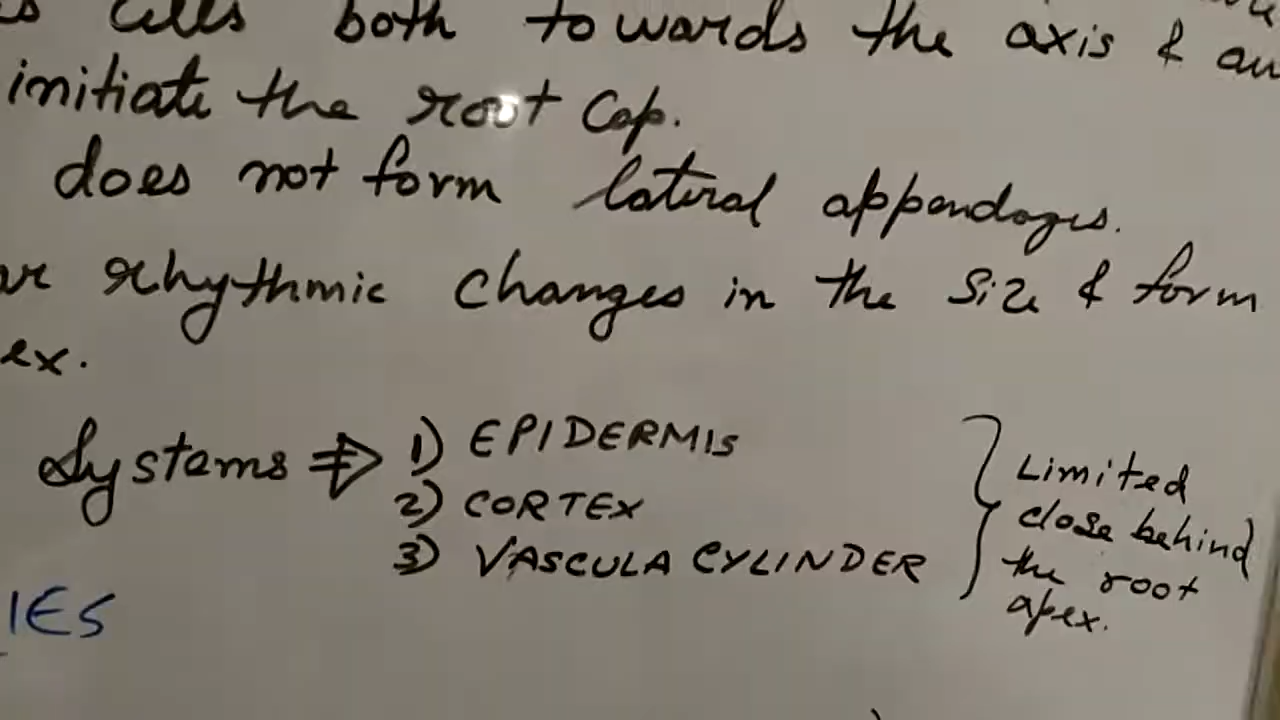 cells both towards the axis &
initiate the root Cap.
does not form lateral appendages.
rhythmic changes in the size & form
ex.
Systems ⇒ 1) EPIDERMIS
2) CORTEX
3) VASCULA CYLINDER
} Limited
close behind
the root
apex.
IES